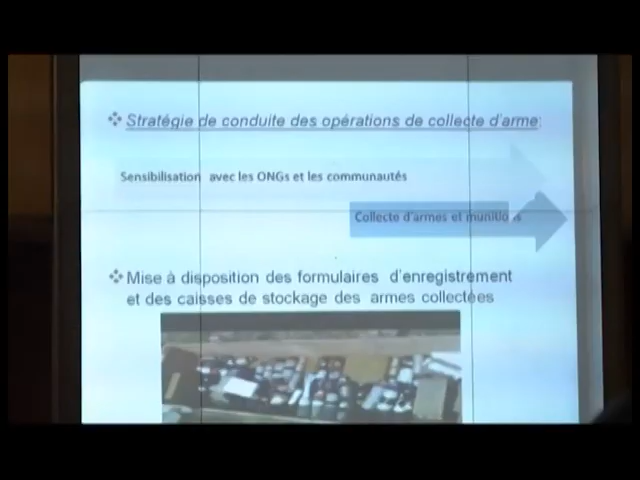 Stratégie de conduite des opérations de collecte d'arme:
Sensibilisation avec les ONGs et les communautés
Collecte d'armes et munitions
Mise à disposition des formulaires d'enregistrement
et des caisses de stockage des armes collectées